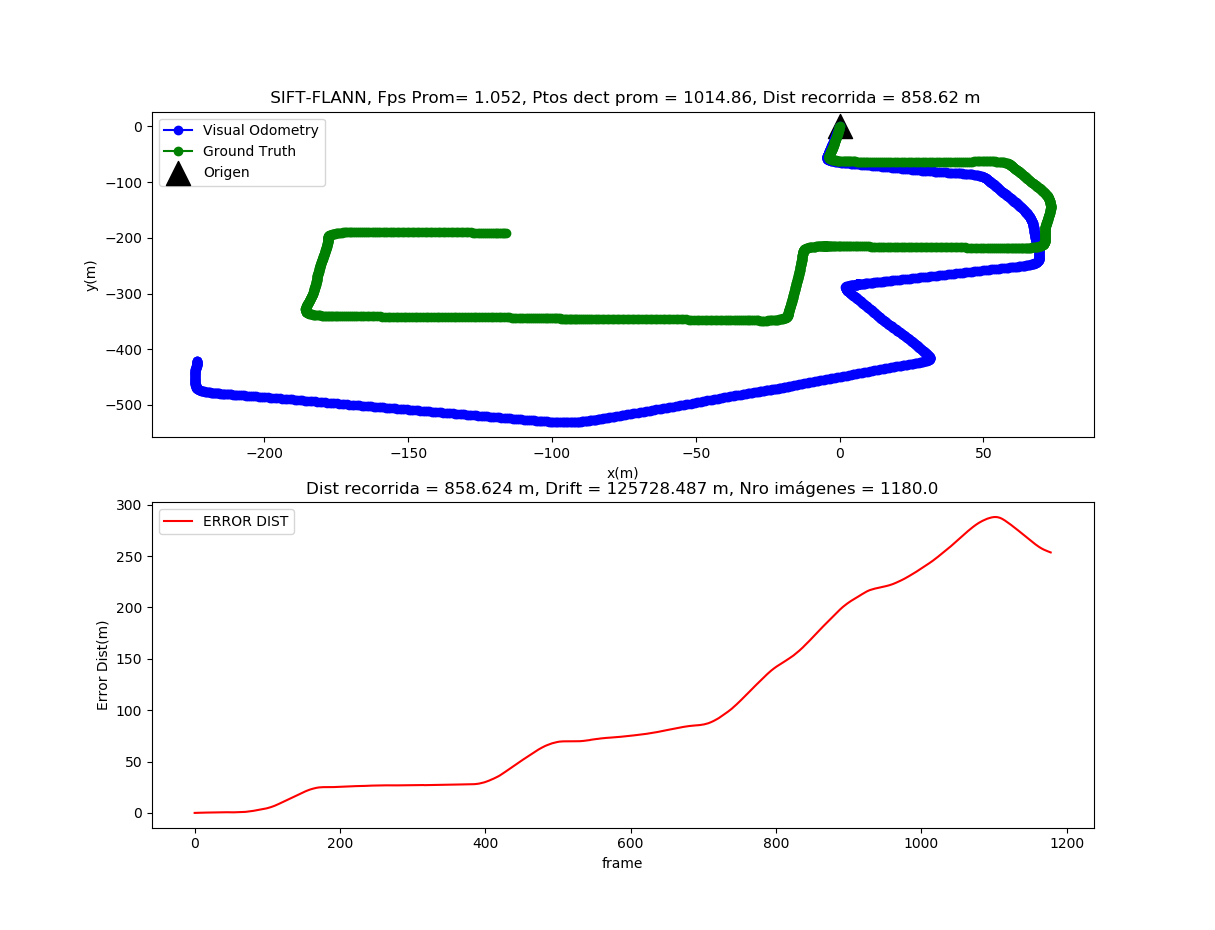 SIFT-FLANN, Fps Prom= 1.052, Ptos dect prom = 1014.86, Dist recorrida = 858.62 m
Visual Odometry
Ground Truth
Origen
0
−100
−200
−300
−400
−500
y(m)
−200 −150 −100 −50 0 50
x(m)
Dist recorrida = 858.624 m, Drift = 125728.487 m, Nro imágenes = 1180.0
ERROR DIST
300
250
200
150
100
50
0
Error Dist(m)
0 200 400 600 800 1000 1200
frame